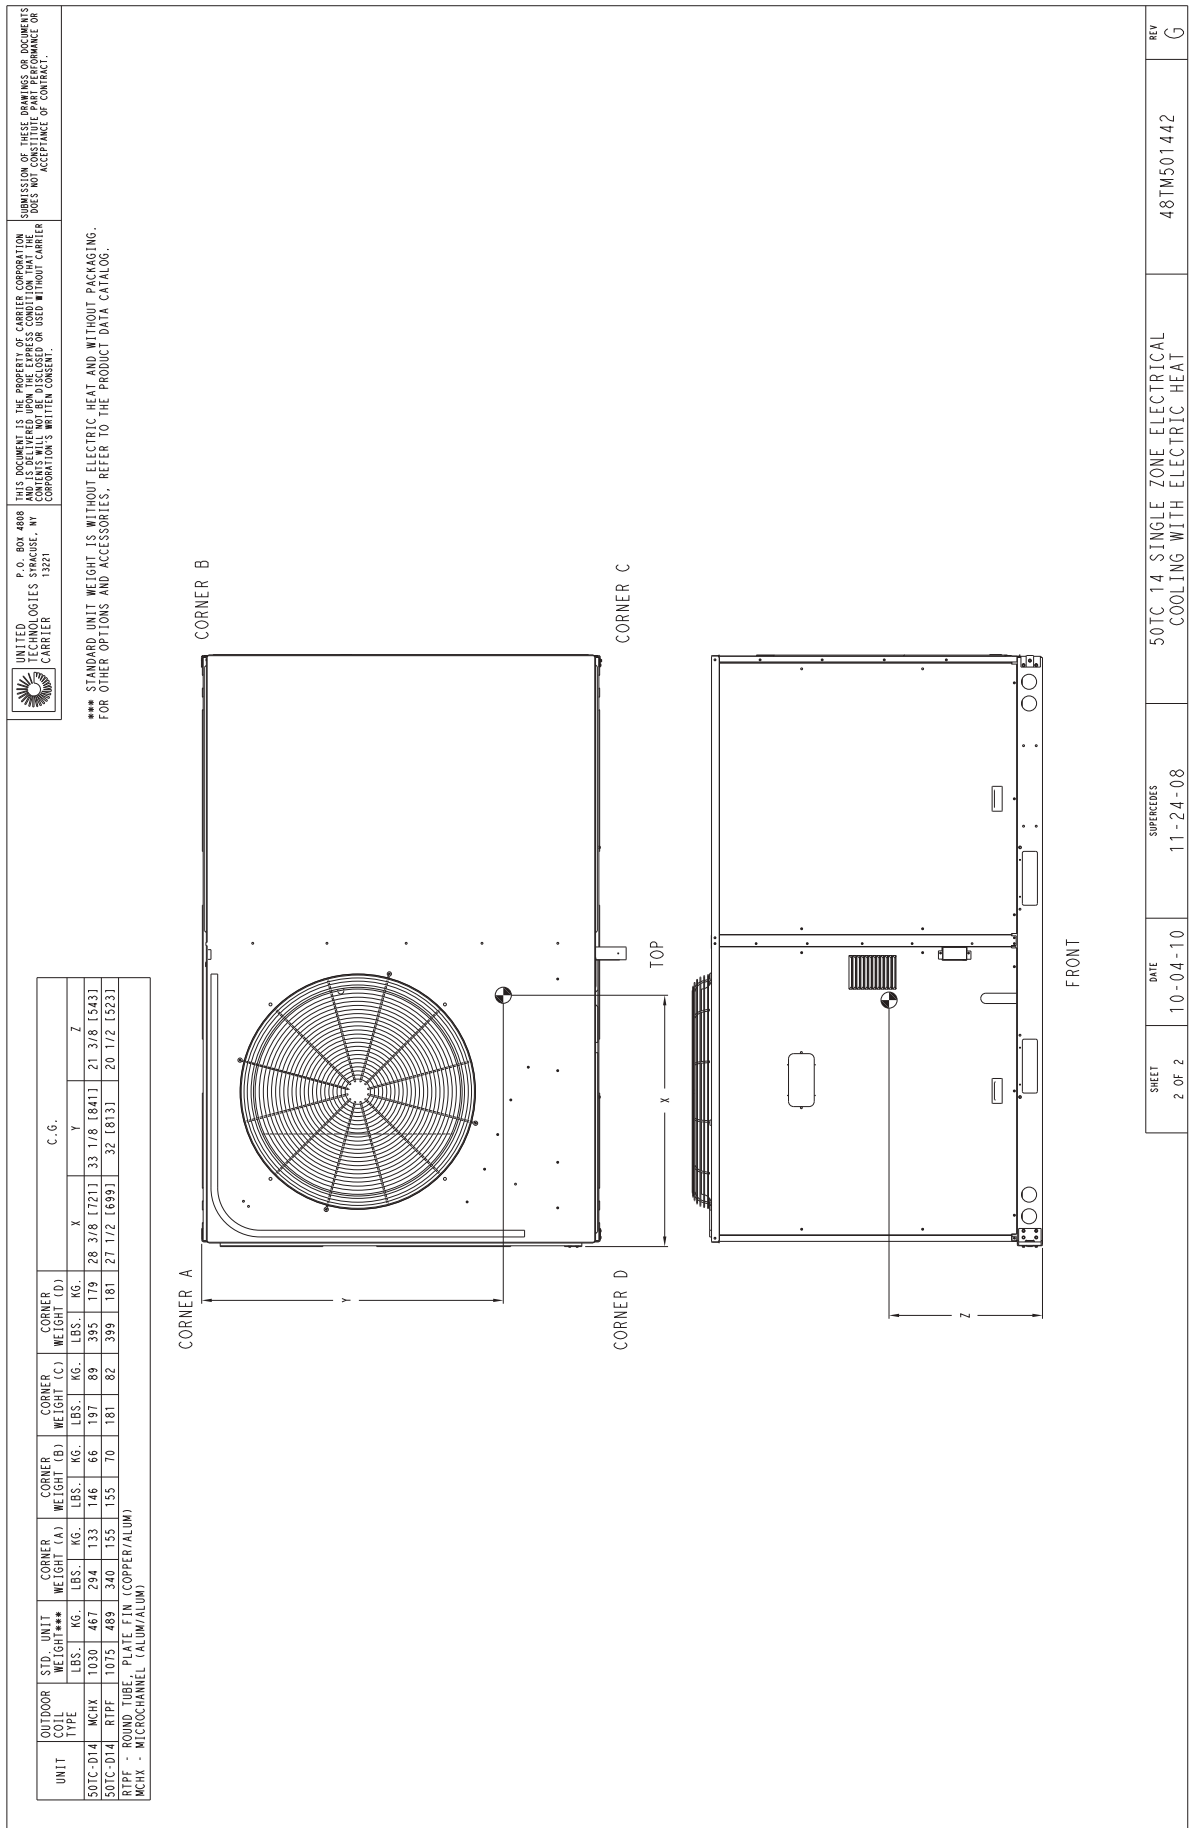 UNITED
TECHNOLOGIES
CARRIER
P.O. BOX 4808
SYRACUSE, NY
13221
THIS DOCUMENT IS THE PROPERTY OF CARRIER CORPORATION
AND IS DELIVERED UPON THE EXPRESS CONDITION THAT THE
CONTENTS WILL NOT BE DISCLOSED OR USED WITHOUT CARRIER
CORPORATION'S WRITTEN CONSENT.
SUBMISSION OF THESE DRAWINGS OR DOCUMENTS
DOES NOT CONSTITUTE PART PERFORMANCE OR
ACCEPTANCE OF CONTRACT.
UNIT OUTDOOR COIL TYPE STD. UNIT WEIGHT*** CORNER WEIGHT (A) CORNER WEIGHT (B) CORNER WEIGHT (C) CORNER WEIGHT (D) C.G.
LBS. KG. LBS. KG. LBS. KG. LBS. KG. LBS. KG. X Y Z
50TC-D14 MCHX 1030 467 294 133 146 66 197 89 395 179 28 3/8 [721] 33 1/8 [841] 21 3/8 [543]
50TC-D14 RTPF 1075 489 340 155 155 70 181 82 399 181 27 1/2 [699] 32 [813] 20 1/2 [523]
RTPF - ROUND TUBE, PLATE FIN (COPPER/ALUM)
MCHX - MICROCHANNEL (ALUM/ALUM)
*** STANDARD UNIT WEIGHT IS WITHOUT ELECTRIC HEAT AND WITHOUT PACKAGING.
FOR OTHER OPTIONS AND ACCESSORIES, REFER TO THE PRODUCT DATA CATALOG.
CORNER A
CORNER B
Y
CORNER D
CORNER C
X
TOP
Z
FRONT
SHEET
2 OF 2
DATE
10-04-10
SUPERCEDES
11-24-08
50TC 14 SINGLE ZONE ELECTRICAL
COOLING WITH ELECTRIC HEAT
48TM501442
REV
G